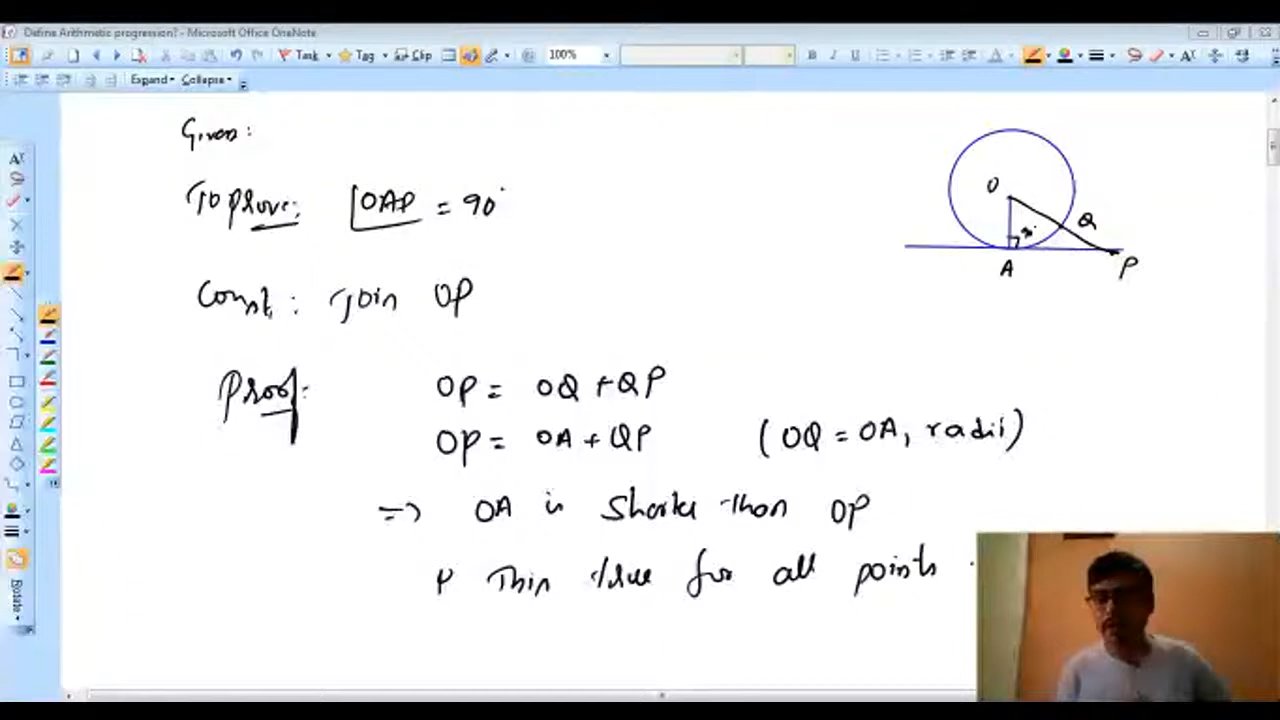 Define Arithmetic progression? - Microsoft Office OneNote
Task Tag Clip 100% B I U
Expand Collapse
Given:
To prove: ∠OAP = 90°
Const: Join OP
Proof:
OP = OQ + QP
OP = OA + QP (OQ = OA, radii)
=> OA is Shorter than OP
This true for all points
O
Q
A
P
Rotate